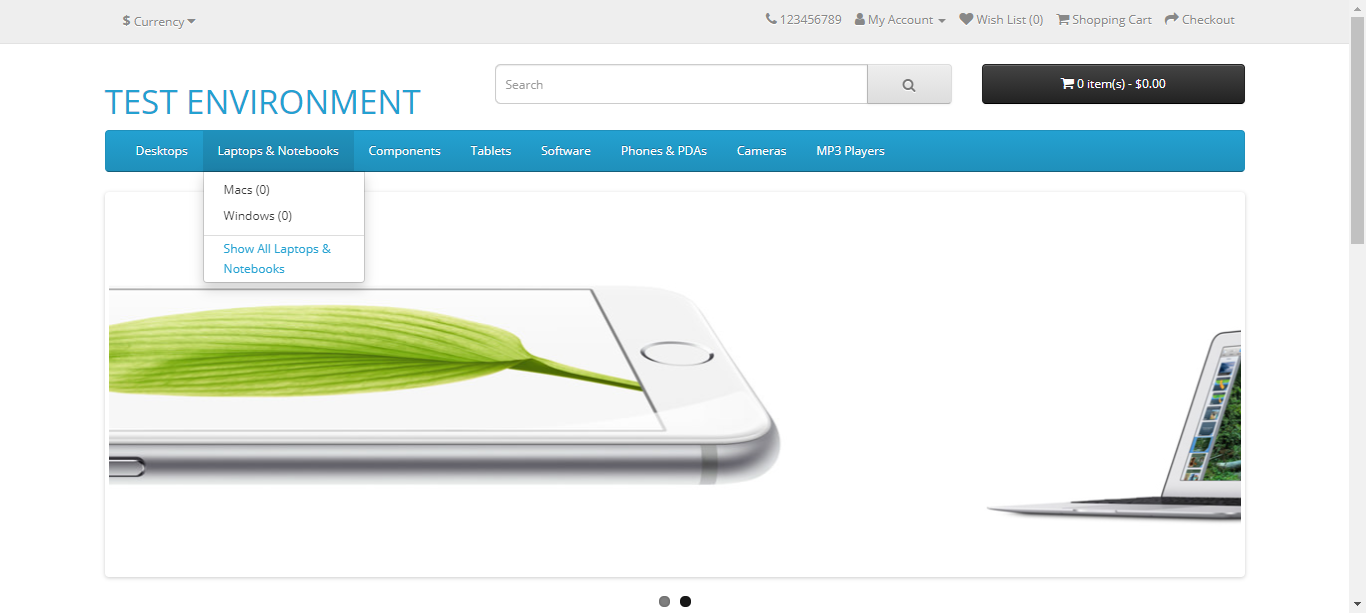 $ Currency
123456789 My Account Wish List (0) Shopping Cart Checkout
TEST ENVIRONMENT
Search
0 item(s) - $0.00
Desktops Laptops & Notebooks Components Tablets Software Phones & PDAs Cameras MP3 Players
Macs (0)
Windows (0)
Show All Laptops &
Notebooks